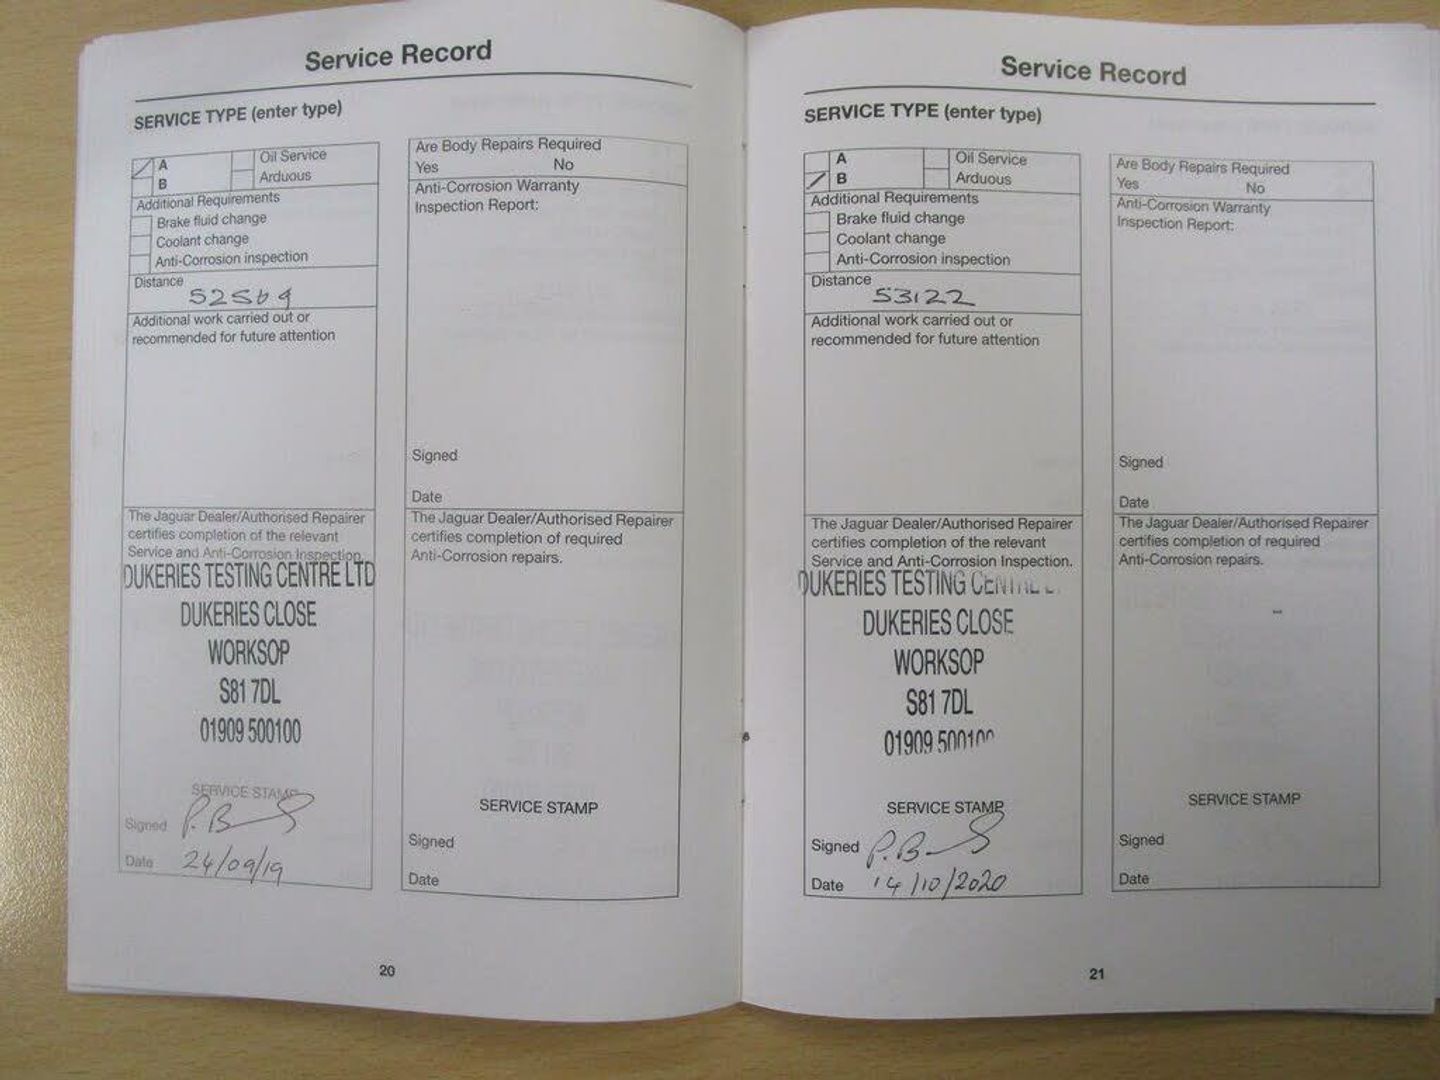 Service Record
SERVICE TYPE (enter type)
A
B
Oil Service
Arduous
Additional Requirements
Brake fluid change
Coolant change
Anti-Corrosion inspection
Distance
52569
Additional work carried out or
recommended for future attention
The Jaguar Dealer/Authorised Repairer
certifies completion of the relevant
Service and Anti-Corrosion Inspection.
DUKERIES TESTING CENTRE LTD
DUKERIES CLOSE
WORKSOP
S81 7DL
01909 500100
SERVICE STAMP
Signed P.B
Date 24/09/19
Are Body Repairs Required
Yes No
Anti-Corrosion Warranty
Inspection Report:
Signed
Date
The Jaguar Dealer/Authorised Repairer
certifies completion of required
Anti-Corrosion repairs.
SERVICE STAMP
Signed
Date
20
Service Record
SERVICE TYPE (enter type)
A
B
Oil Service
Arduous
Additional Requirements
Brake fluid change
Coolant change
Anti-Corrosion inspection
Distance
53122
Additional work carried out or
recommended for future attention
The Jaguar Dealer/Authorised Repairer
certifies completion of the relevant
Service and Anti-Corrosion Inspection.
DUKERIES TESTING CENTRE L
DUKERIES CLOSE
WORKSOP
S81 7DL
01909 500100
SERVICE STAMP
Signed P.B
Date 14/10/2020
Are Body Repairs Required
Yes No
Anti-Corrosion Warranty
Inspection Report:
Signed
Date
The Jaguar Dealer/Authorised Repairer
certifies completion of required
Anti-Corrosion repairs.
SERVICE STAMP
Signed
Date
21